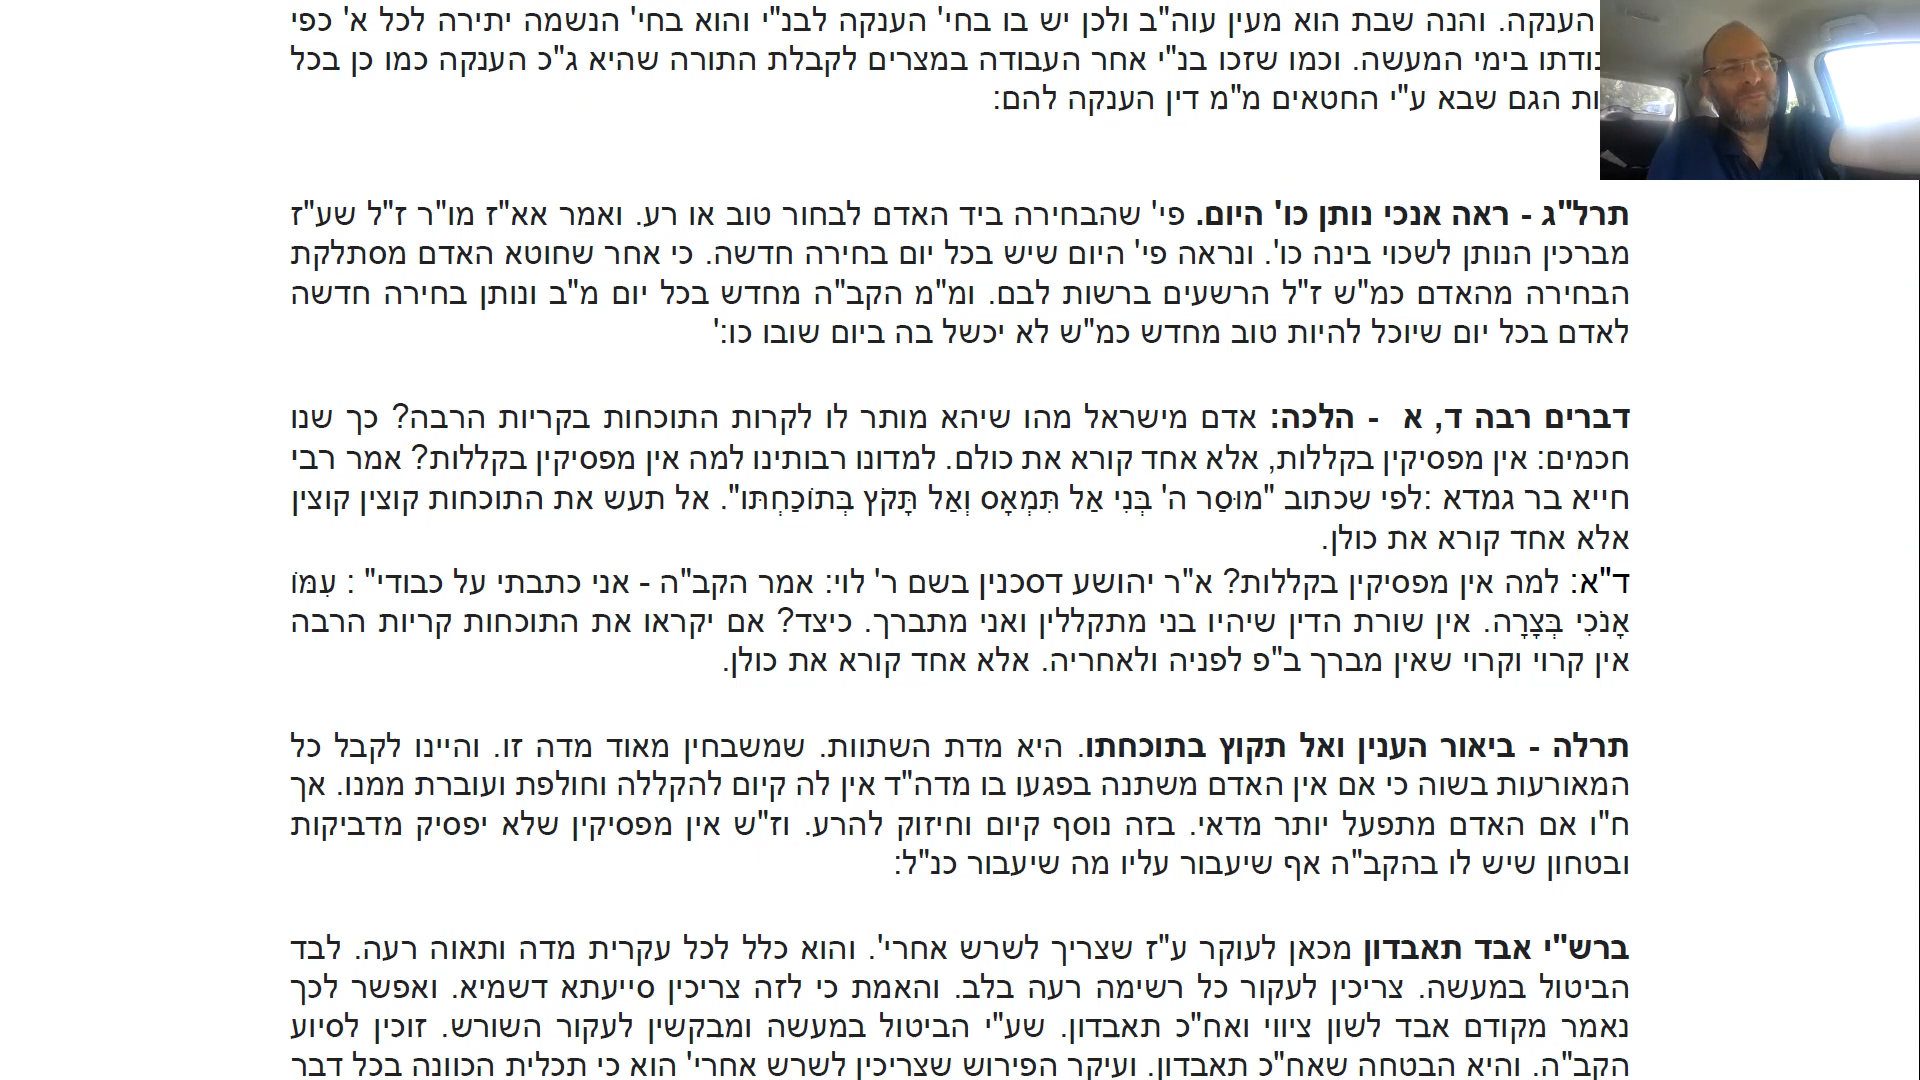 הענקה. והנה שבת הוא מעין עוה"ב ולכן יש בו בחי' הענקה לבנ"י והוא בחי' הנשמה יתירה לכל א' כפי
בימי המעשה. וכמו שזכו בנ"י אחר העבודה במצרים לקבלת התורה שהיא ג"כ הענקה כמו כן בכל
הגם שבא ע"י החטאים מ"מ דין הענקה להם:
תרל"ג - ראה אנכי נותן כו' היום. פי' שהבחירה ביד האדם לבחור טוב או רע. ואמר אא"ז מו"ר ז"ל שע"ז
מברכין הנותן לשכוי בינה כו'. ונראה פי' היום שיש בכל יום בחירה חדשה. כי אחר שחוטא האדם מסתלקת
הבחירה מהאדם כמ"ש ז"ל הרשעים ברשות לבם. ומ"מ הקב"ה מחדש בכל יום מ"ב ונותן בחירה חדשה
לאדם בכל יום שיוכל להיות טוב מחדש כמ"ש לא יכשל בה ביום שובו כו:'
דברים רבה ד, א - הלכה: אדם מישראל מהו שיהא מותר לו לקרות התוכחות בקריות הרבה? כך שנו
חכמים: אין מפסיקין בקללות, אלא אחד קורא את כולם. למדונו רבותינו למה אין מפסיקין בקללות? אמר רבי
חייא בר גמדא :לפי שכתוב "מוּסַר ה' בְּנִי אַל תִּמְאָס וְאַל תָּקֹץ בְּתוֹכַחְתּוֹ". אל תעש את התוכחות קוצין קוצין
אלא אחד קורא את כולן.
ד"א: למה אין מפסיקין בקללות? א"ר יהושע דסכנין בשם ר' לוי: אמר הקב"ה - אני כתבתי על כבודי" : עִמּוֹ
אָנֹכִי בְּצָרָה. אין שורת הדין שיהיו בני מתקללין ואני מתברך. כיצד? אם יקראו את התוכחות קריות הרבה
אין קרוי וקרוי שאין מברך ב"פ לפניה ולאחריה. אלא אחד קורא את כולן.
תרלה - ביאור הענין ואל תקוץ בתוכחתו. היא מדת השתוות. שמשבחין מאוד מדה זו. והיינו לקבל כל
המאורעות בשוה כי אם אין האדם משתנה בפגעו בו מדה"ד אין לה קיום להקללה וחולפת ועוברת ממנו. אך
ח"ו אם האדם מתפעל יותר מדאי. בזה נוסף קיום וחיזוק להרע. וז"ש אין מפסיקין שלא יפסיק מדביקות
ובטחון שיש לו בהקב"ה אף שיעבור עליו מה שיעבור כנ"ל:
ברש"י אבד תאבדון מכאן לעוקר ע"ז שצריך לשרש אחרי'. והוא כלל לכל עקרית מדה ותאוה רעה. לבד
הביטול במעשה. צריכין לעקור כל רשימה רעה בלב. והאמת כי לזה צריכין סייעתא דשמיא. ואפשר לכך
נאמר מקודם אבד לשון ציווי ואח"כ תאבדון. שע"י הביטול במעשה ומבקשין לעקור השורש. זוכין לסיוע
הקב"ה. והיא הבטחה שאח"כ תאבדון. ועיקר הפירוש שצריכין לשרש אחרי' הוא כי תכלית הכוונה בכל דבר